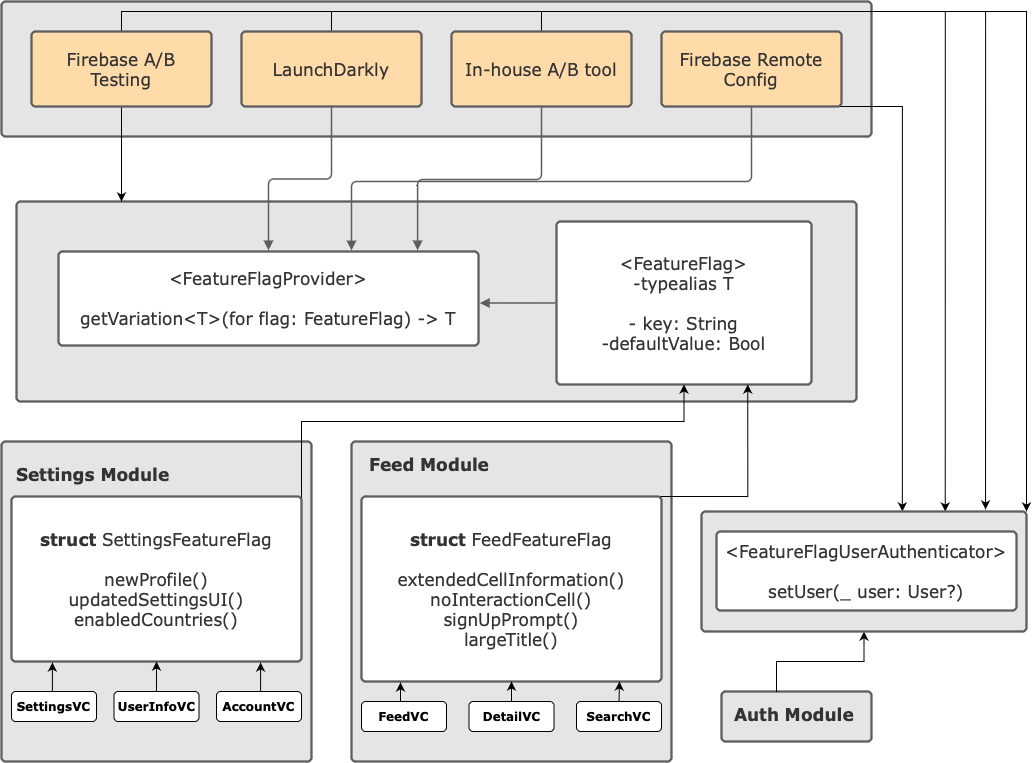 Firebase A/B
Testing
LaunchDarkly
In-house A/B tool
Firebase Remote
Config
<FeatureFlagProvider>
getVariation<T>(for flag: FeatureFlag) -> T
<FeatureFlag>
-typealias T
- key: String
-defaultValue: Bool
Settings Module
struct SettingsFeatureFlag
newProfile()
updatedSettingsUI()
enabledCountries()
SettingsVC
UserInfoVC
AccountVC
Feed Module
struct FeedFeatureFlag
extendedCellInformation()
noInteractionCell()
signUpPrompt()
largeTitle()
FeedVC
DetailVC
SearchVC
<FeatureFlagUserAuthenticator>
setUser(_ user: User?)
Auth Module